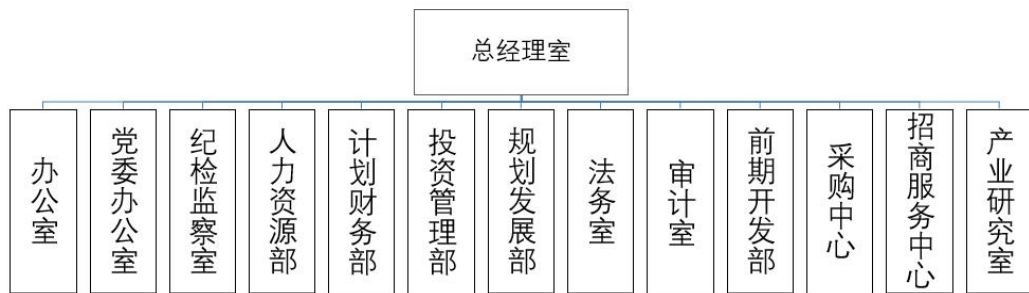 总经理室
办公室
党委办公室
纪检监察室
人力资源部
计划财务部
投资管理部
规划发展部
法务室
审计室
前期开发部
采购中心
招商服务中心
产业研究室